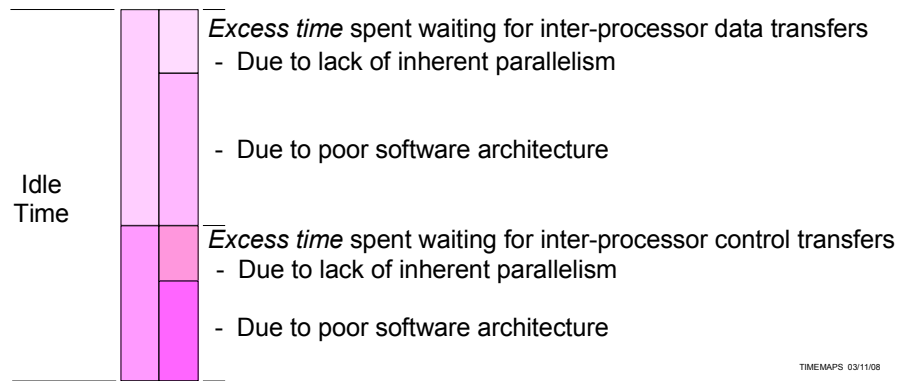 Excess time spent waiting for inter-processor data transfers
- Due to lack of inherent parallelism
- Due to poor software architecture
Idle
Time
Excess time spent waiting for inter-processor control transfers
- Due to lack of inherent parallelism
- Due to poor software architecture
TIMEMAPS 03/11/08